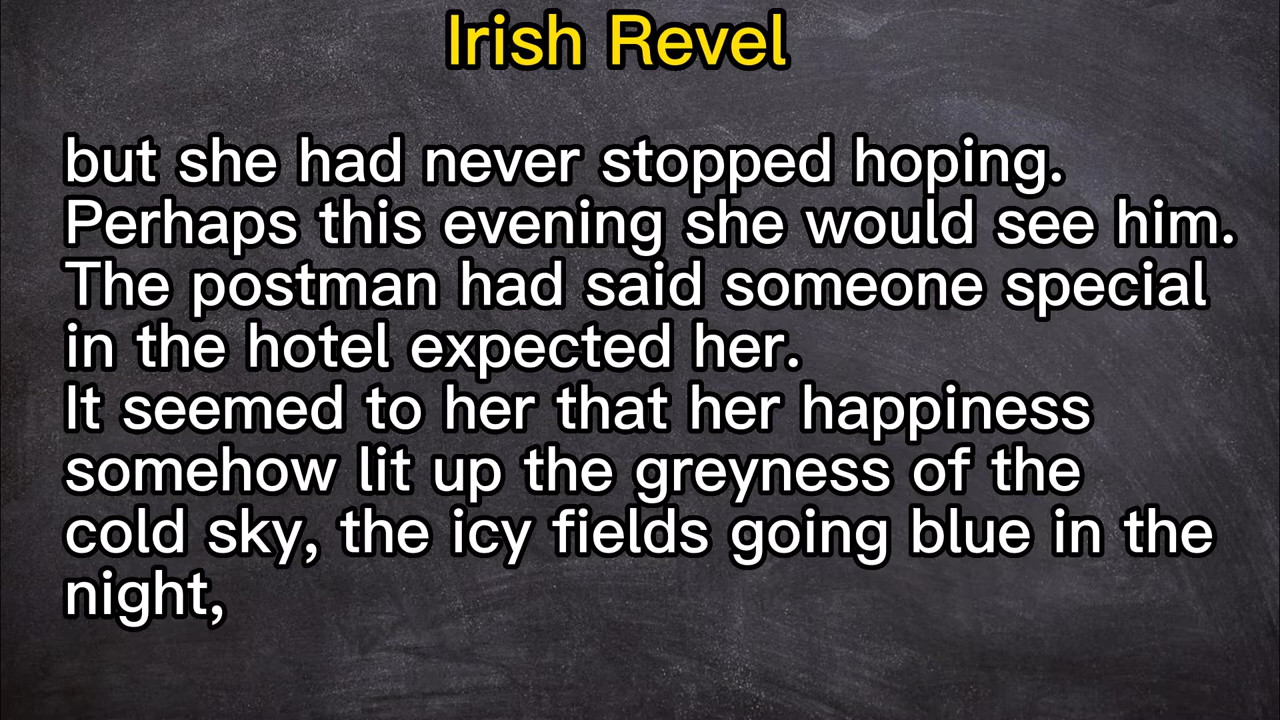 Irish Revel
but she had never stopped hoping.
Perhaps this evening she would see him.
The postman had said someone special
in the hotel expected her.
It seemed to her that her happiness
somehow lit up the greyness of the
cold sky, the icy fields going blue in the
night,